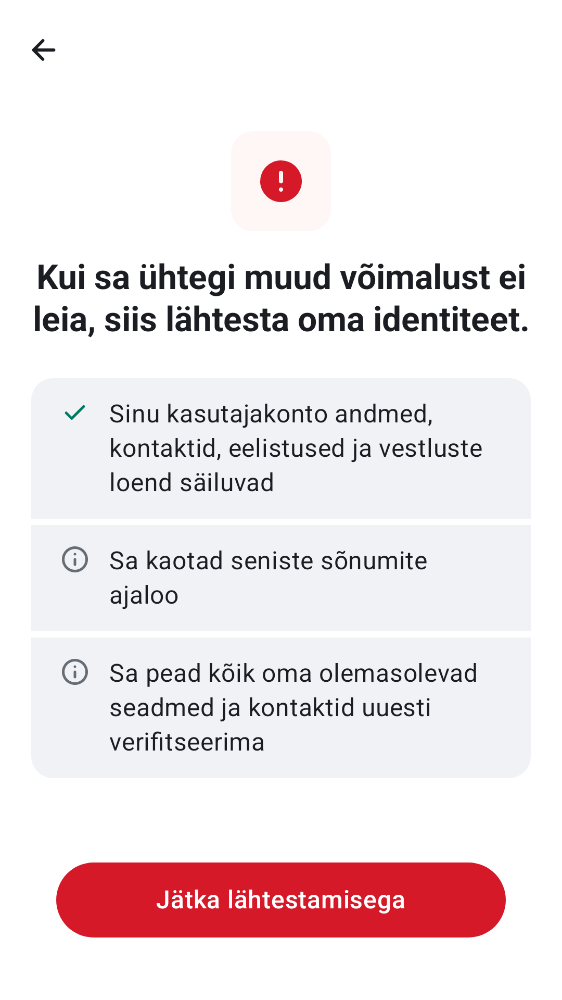 Kui sa ühtegi muud võimalust ei
leia, siis lähtesta oma identiteet.
Sinu kasutajakonto andmed,
kontaktid, eelistused ja vestluste
loend säiluvad
Sa kaotad seniste sõnumite
ajaloo
Sa pead kõik oma olemasolevad
seadmed ja kontaktid uuesti
verifitseerima
Jätka lähtestamisega